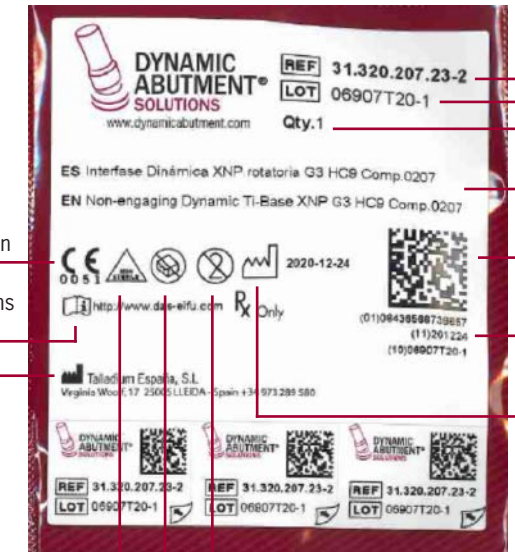 DYNAMIC
ABUTMENT®
SOLUTIONS
www.dynamicabutment.com
REF 31.320.207.23-2
LOT 06907T20-1
Qty.1
ES Interfase Dinámica XNP rotatoria G3 HC9 Comp.0207
EN Non-engaging Dynamic Ti-Base XNP G3 HC9 Comp.0207
n
ns
CE
0051
NON
STERILE
2
2020-12-24
http://www.das-eifu.com
Rx Only
(11)201224
(10)06907T20-1
Talladium España, S.L
Virginia Woolf, 17 25005 LLEIDA - Spain +34 973 289 580
DYNAMIC
ABUTMENT®
SOLUTIONS
REF 31.320.207.23-2
LOT 06907T20-1
DYNAMIC
ABUTMENT®
SOLUTIONS
REF 31.320.207.23-2
LOT 06907T20-1
DYNAMIC
ABUTMENT®
SOLUTIONS
REF 31.320.207.23-2
LOT 06907T20-1